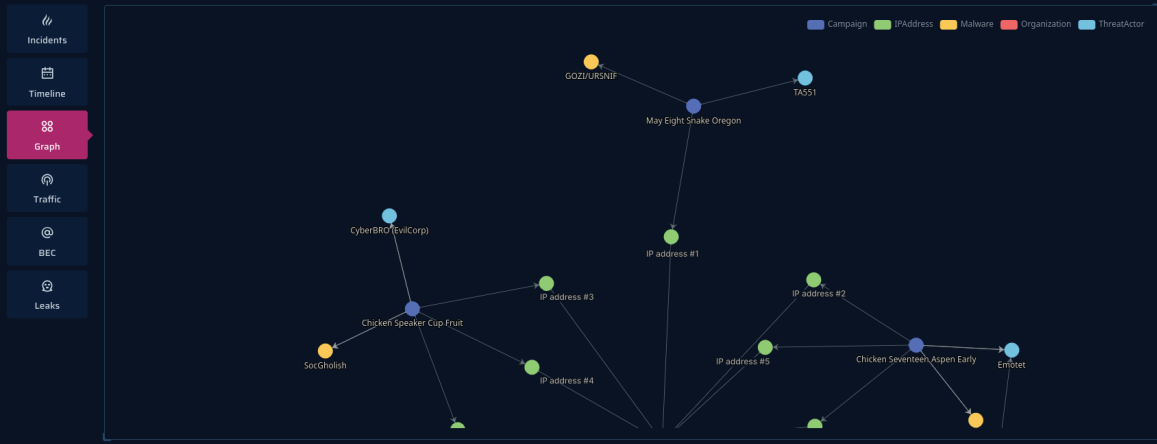 Incidents
Timeline
Graph
Traffic
@
BEC
Leaks
Campaign
IPAddress
Malware
Organization
ThreatActor
GOZI/URSNIF
TA551
May Eight Snake Oregon
CyberBRO (EvilCorp)
IP address #1
IP address #3
IP address #2
Chicken Speaker Cup Fruit
SocGholish
IP address #4
IP address #5
Chicken Seventeen Aspen Early
Emotet